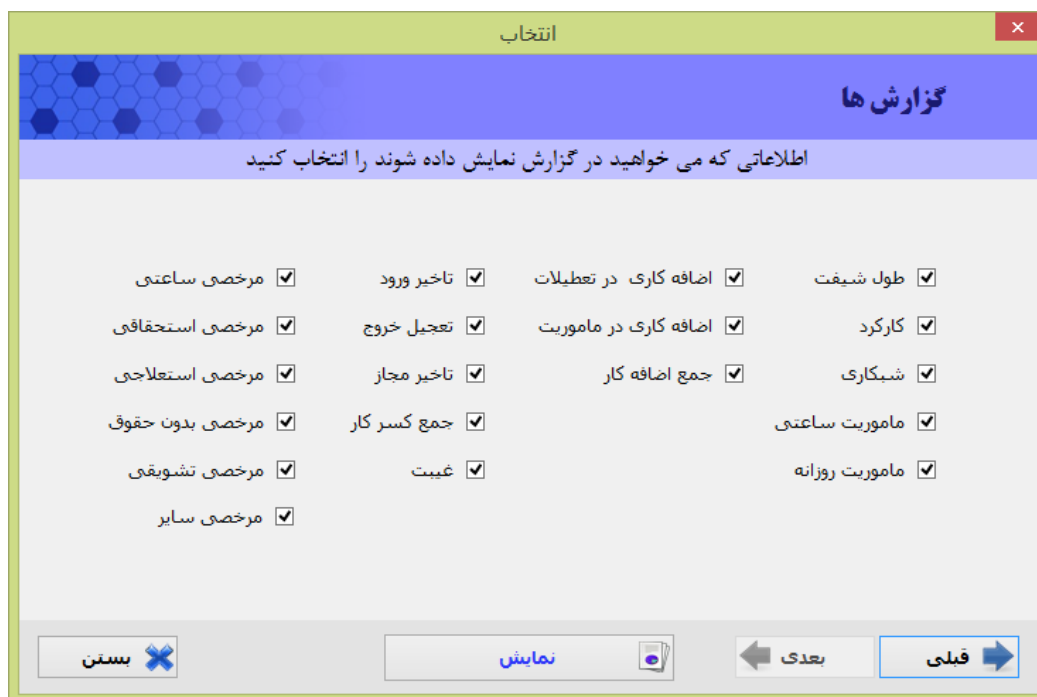 انتخاب
گزارش ها
اطلاعاتی که می خواهید در گزارش نمایش داده شوند را انتخاب کنید
طول شیفت
کارکرد
شبکاری
ماموریت ساعتی
ماموریت روزانه
اضافه کاری در تعطیلات
اضافه کاری در ماموریت
جمع اضافه کار
تاخیر ورود
تعجیل خروج
تاخیر مجاز
جمع کسر کار
غیبت
مرخصی ساعتی
مرخصی استحقاقی
مرخصی استعلاجی
مرخصی بدون حقوق
مرخصی تشویقی
مرخصی سایر
قبلی
بعدی
نمایش
بستن